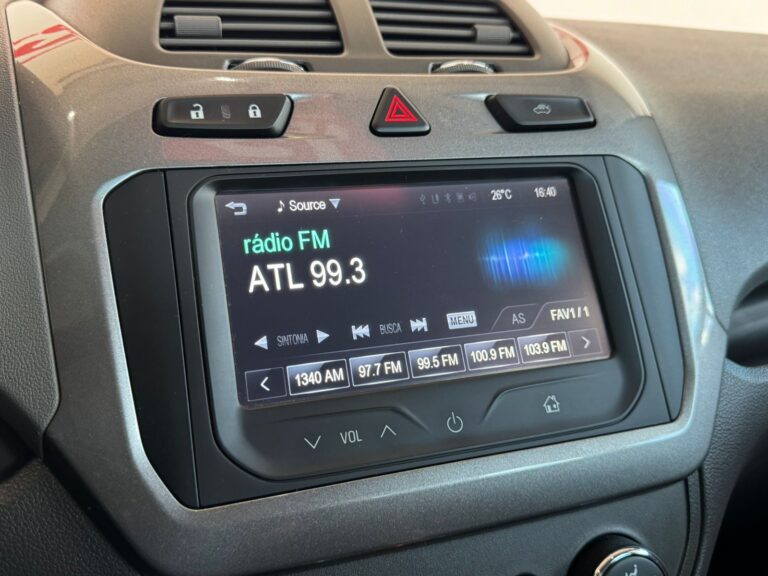 Source 26°C 16:40
rádio FM
ATL 99.3
SINTONIA BUSCA MENU AS FAV1/1
1340 AM 97.7 FM 99.5 FM 100.9 FM 103.9 FM
VOL